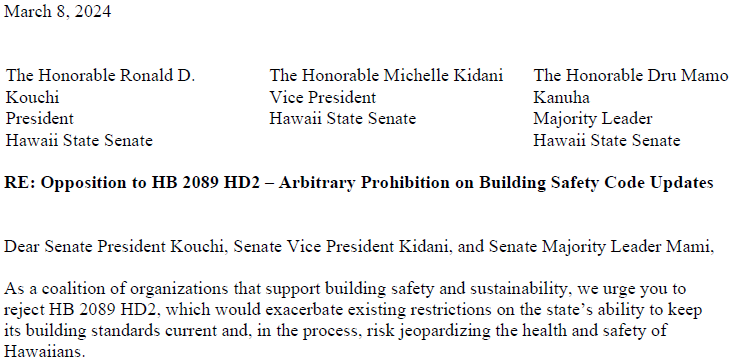 March 8, 2024
The Honorable Ronald D.
Kouchi
President
Hawaii State Senate
The Honorable Michelle Kidani
Vice President
Hawaii State Senate
The Honorable Dru Mamo
Kanuha
Majority Leader
Hawaii State Senate
RE: Opposition to HB 2089 HD2 – Arbitrary Prohibition on Building Safety Code Updates
Dear Senate President Kouchi, Senate Vice President Kidani, and Senate Majority Leader Mami,
As a coalition of organizations that support building safety and sustainability, we urge you to
reject HB 2089 HD2, which would exacerbate existing restrictions on the state’s ability to keep
its building standards current and, in the process, risk jeopardizing the health and safety of
Hawaiians.